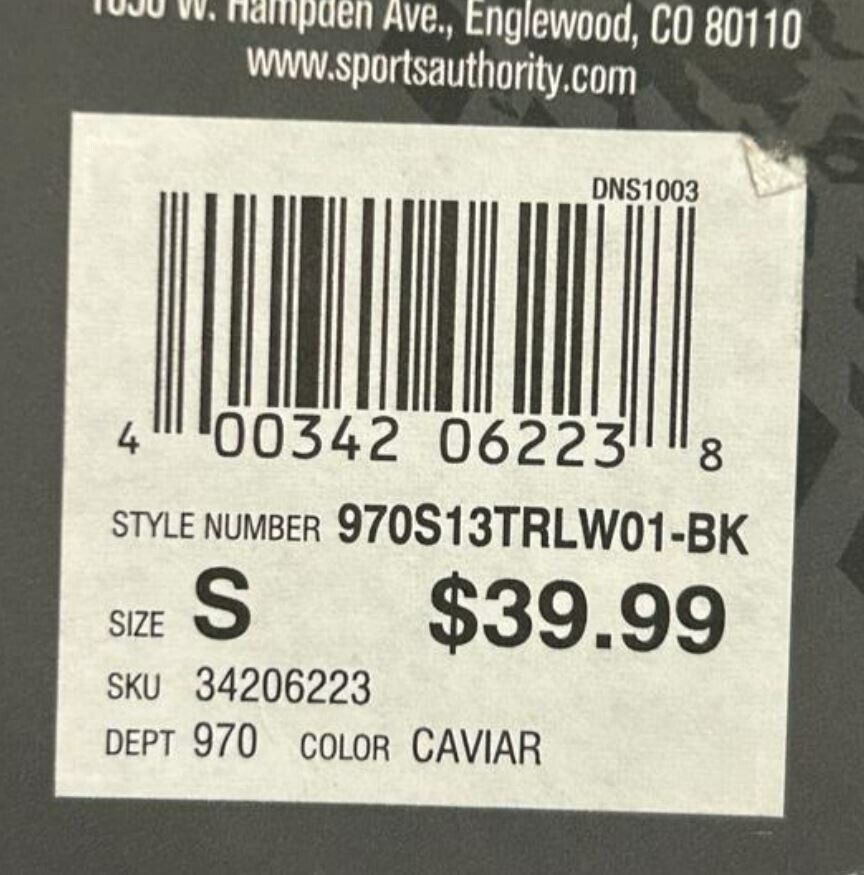 1050 W. Hampden Ave., Englewood, CO 80110
www.sportsauthority.com
DNS1003
4 00342 06223 8
STYLE NUMBER 970S13TRLW01-BK
SIZE S $39.99
SKU 34206223
DEPT 970 COLOR CAVIAR